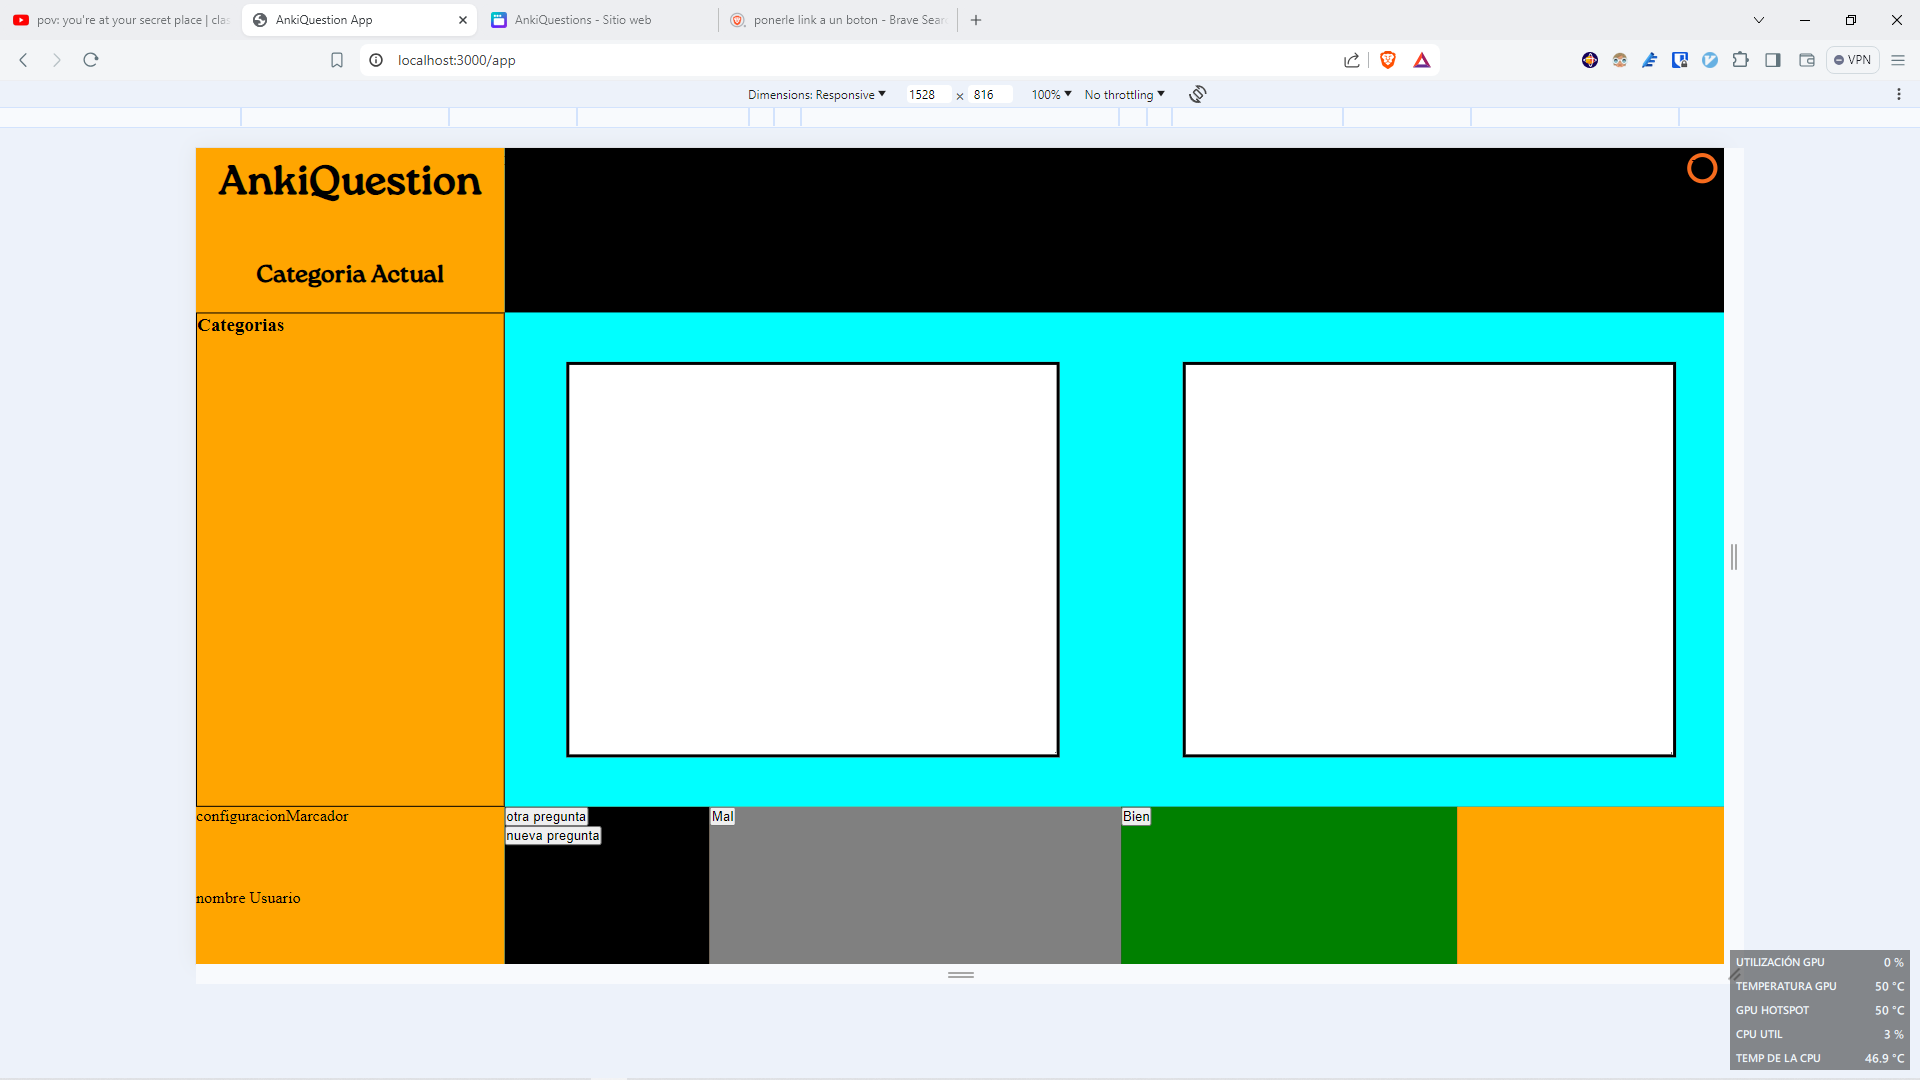 pov: you're at your secret place | clas
AnkiQuestion App
AnkiQuestions - Sitio web
ponerle link a un boton - Brave Sear
localhost:3000/app
VPN
Dimensions: Responsive
1528 x 816
100%
No throttling
AnkiQuestion
Categoria Actual
Categorias
configuracionMarcador
otra pregunta
Mal
Bien
nueva pregunta
nombre Usuario
UTILIZACIÓN GPU 0 %
TEMPERATURA GPU 50 °C
GPU HOTSPOT 50 °C
CPU UTIL 3 %
TEMP DE LA CPU 46.9 °C